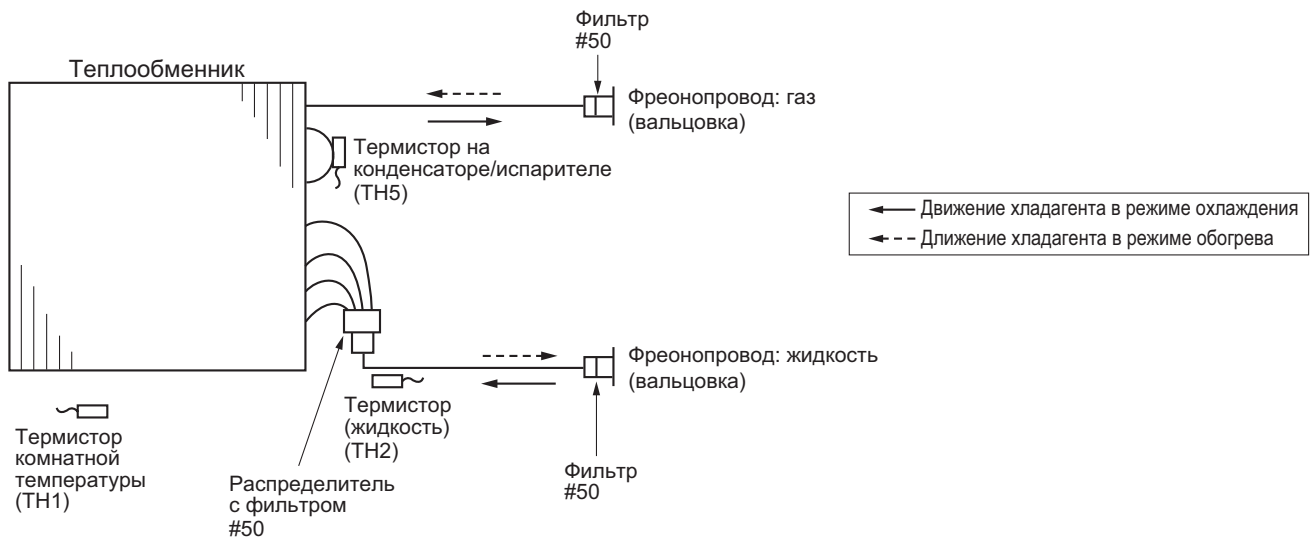 Фильтр
#50
Теплообменник
Фреонопровод: газ
(вальцовка)
Термистор на
конденсаторе/испарителе
(TH5)
Движение хладагента в режиме охлаждения
Длижение хладагента в режиме обогрева
Фреонопровод: жидкость
(вальцовка)
Термистор
(жидкость)
(TH2)
Термистор
комнатной
температуры
(TH1)
Распределитель
с фильтром
#50
Фильтр
#50